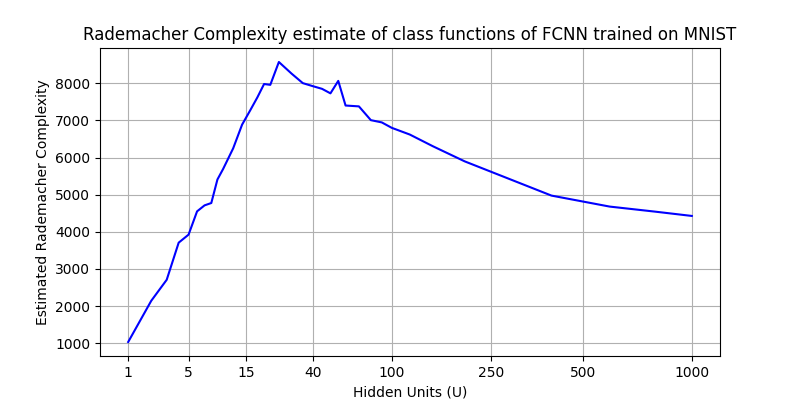 Rademacher Complexity estimate of class functions of FCNN trained on MNIST
Estimated Rademacher Complexity
8000
7000
6000
5000
4000
3000
2000
1000
1 5 15 40 100 250 500 1000
Hidden Units (U)